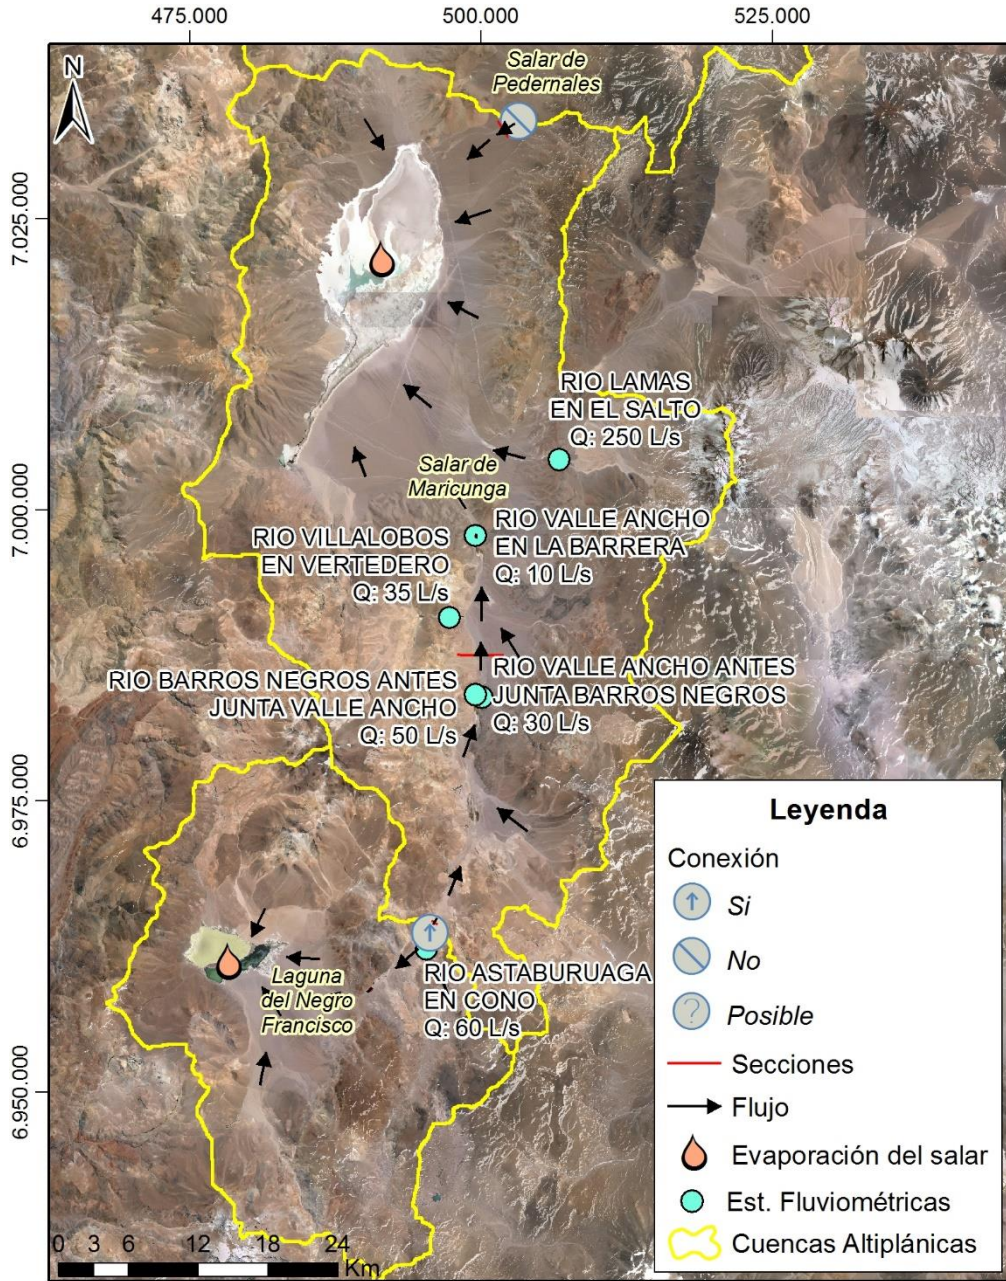 475.000
500.000
525.000
N
Salar de
Pedernales
7.025.000
RIO LAMAS
EN EL SALTO
Q: 250 L/s
Salar de
Maricunga
7.000.000
RIO VALLE ANCHO
EN LA BARRERA
Q: 10 L/s
RIO VILLALOBOS
EN VERTEDERO
Q: 35 L/s
RIO BARROS NEGROS ANTES
JUNTA VALLE ANCHO
Q: 50 L/s
RIO VALLE ANCHO ANTES
JUNTA BARROS NEGROS
Q: 30 L/s
6.975.000
Laguna
del Negro
Francisco
RIO ASTABURUAGA
EN CONO
Q: 60 L/s
6.950.000
Leyenda
Conexión
Si
No
? Posible
Secciones
Flujo
Evaporación del salar
Est. Fluviométricas
Cuencas Altiplánicas
0 3 6 12 18 24
Km